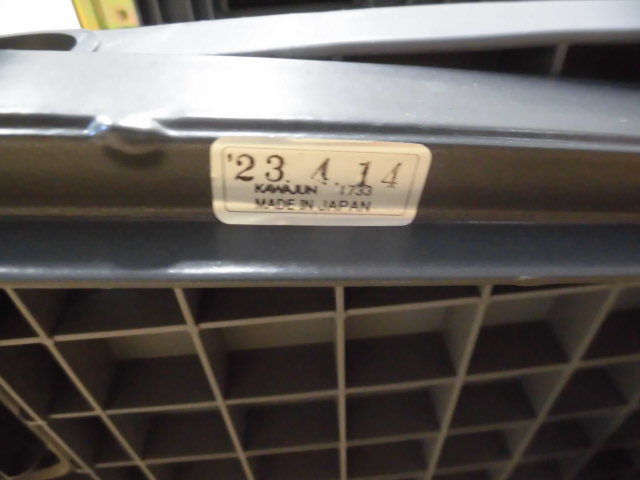 '23. 4. 14
KAWAJUN '1733
MADE IN JAPAN